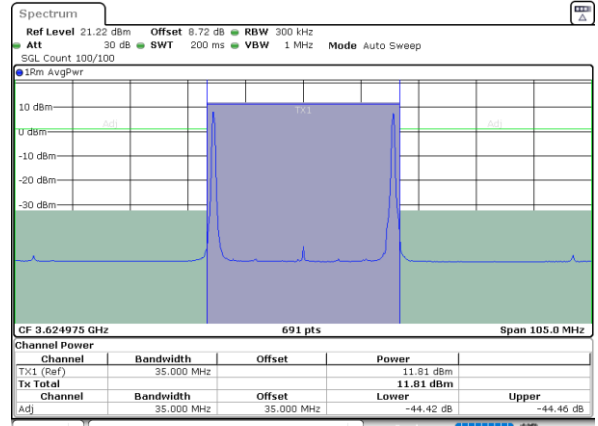 Spectrum
Ref Level 21.22 dBm Offset 8.72 dB RBW 300 kHz
Att 30 dB SWT 200 ms VBW 1 MHz Mode Auto Sweep
SGL Count 100/100
1Rm AvgPwr
10 dBm
TX1
Adj Adj
0 dBm
-10 dBm
-20 dBm
-30 dBm
CF 3.624975 GHz 691 pts Span 105.0 MHz
Channel Power
Channel Bandwidth Offset Power
TX1 (Ref) 35.000 MHz 11.81 dBm
Tx Total 11.81 dBm
Channel Bandwidth Offset Lower Upper
Adj 35.000 MHz 35.000 MHz -44.42 dB -44.46 dB